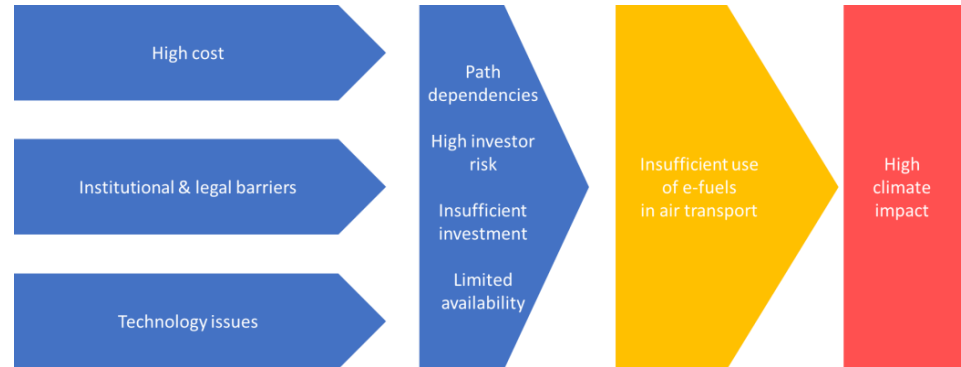 High cost
Institutional & legal barriers
Technology issues
Path
dependencies
High investor
risk
Insufficient
investment
Limited
availability
Insufficient use
of e-fuels
in air transport
High
climate
impact